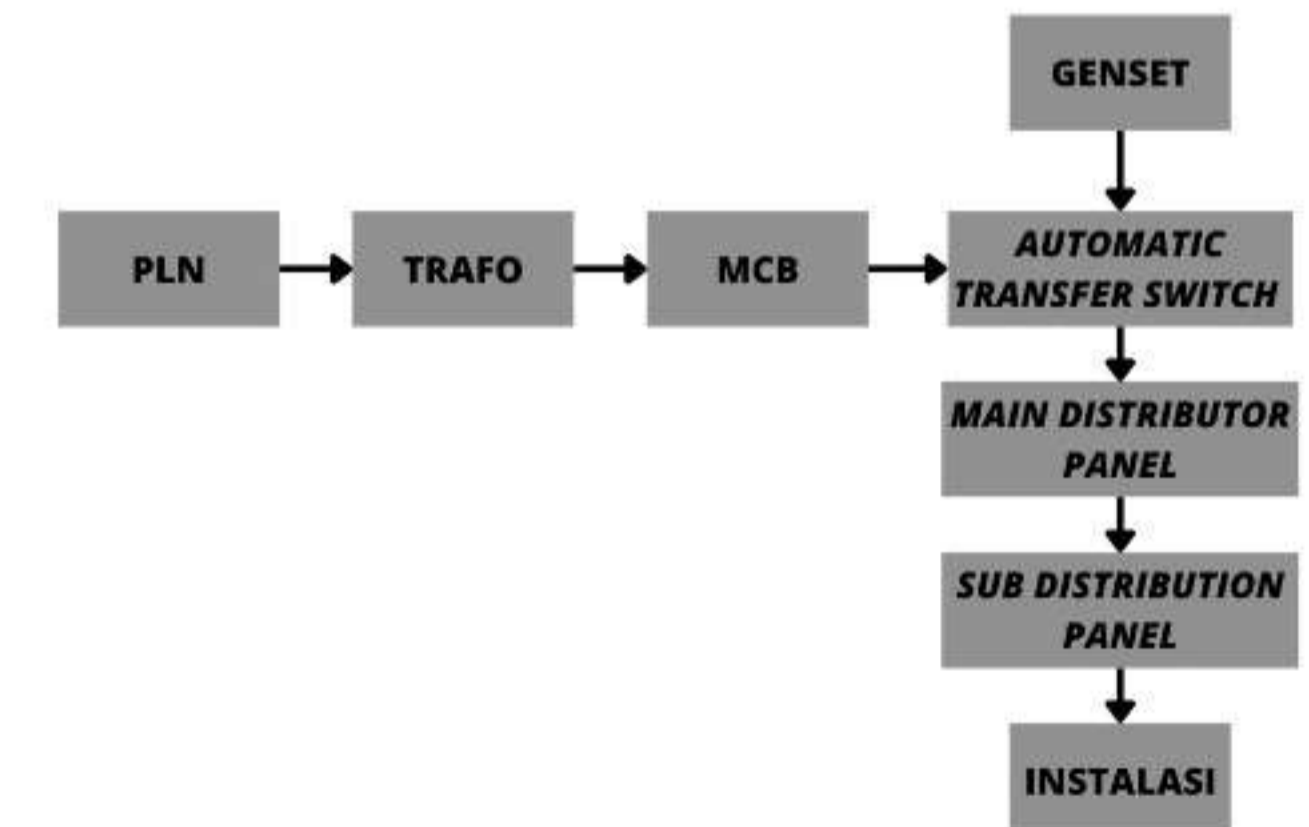 GENSET
PLN
TRAFO
MCB
AUTOMATIC
TRANSFER SWITCH
MAIN DISTRIBUTOR
PANEL
SUB DISTRIBUTION
PANEL
INSTALASI